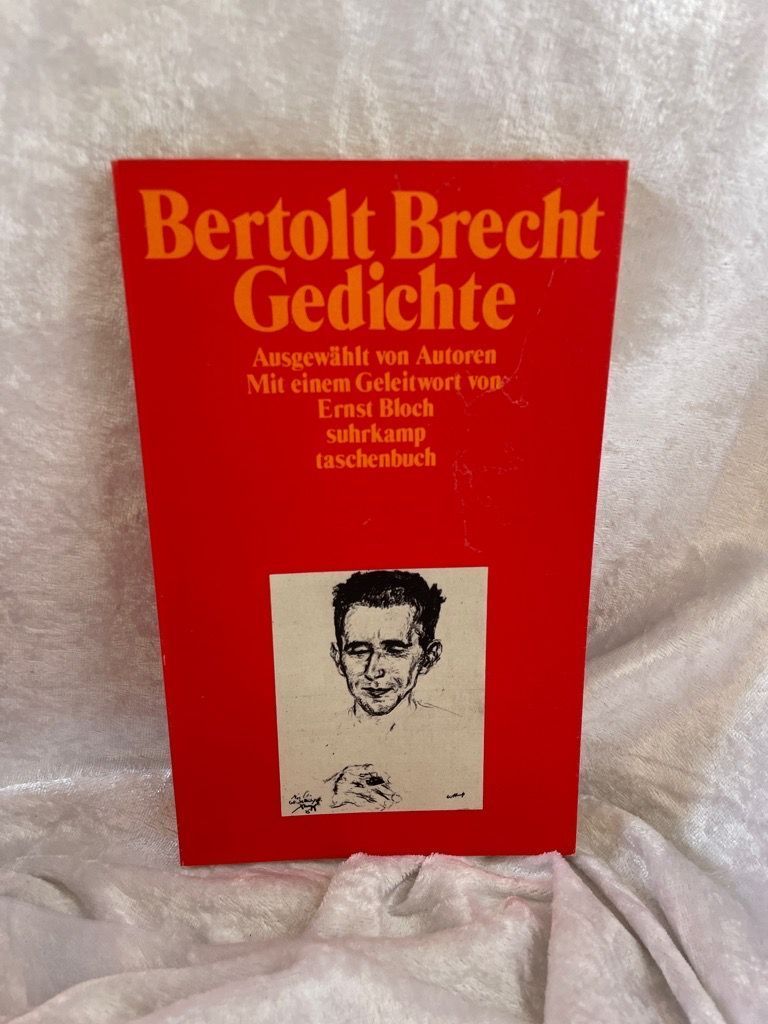 Bertolt Brecht
Gedichte
Ausgewählt von Autoren
Mit einem Geleitwort von
Ernst Bloch
suhrkamp
taschenbuch